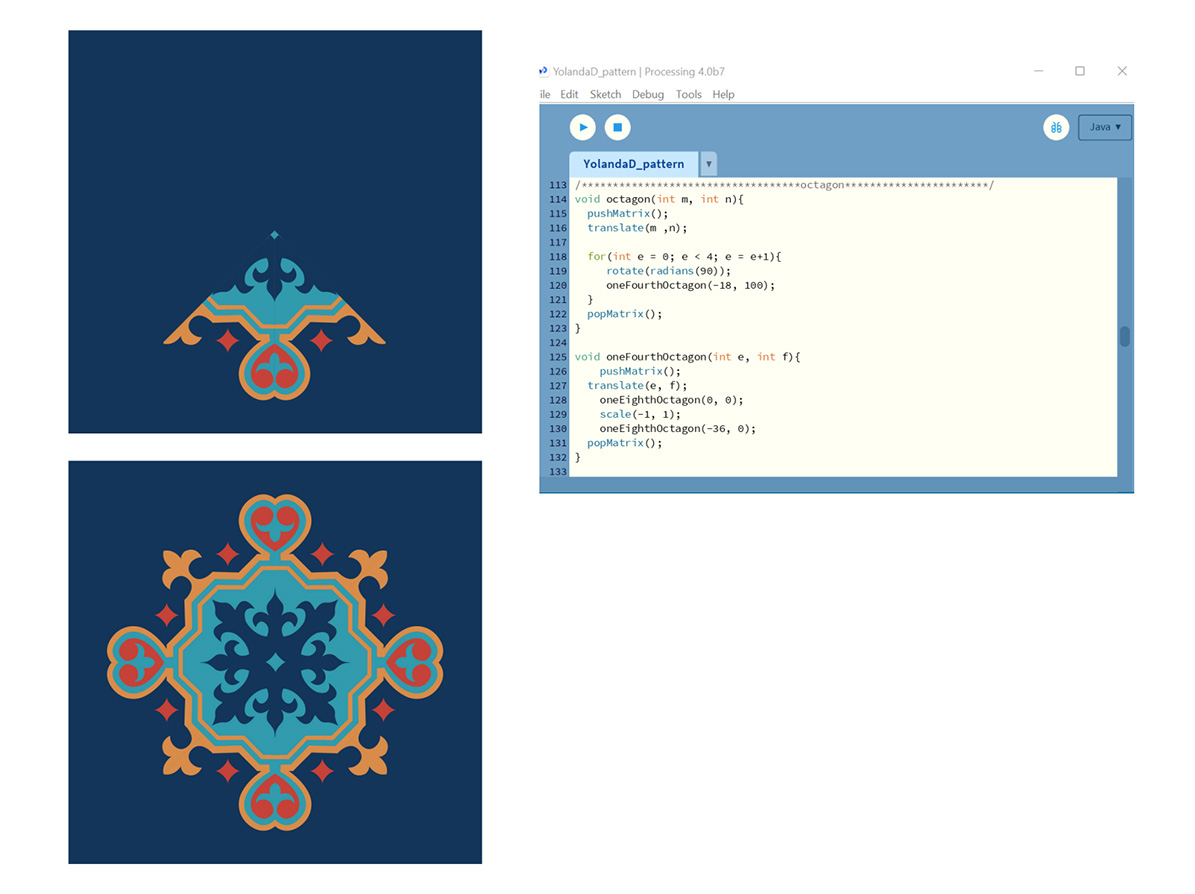 YolandaD_pattern | Processing 4.0b7
ile Edit Sketch Debug Tools Help
Java ▼
YolandaD_pattern ▼
113 /***********************************octagon***********************/
114 void octagon(int m, int n){
115 pushMatrix();
116 translate(m ,n);
117
118 for(int e = 0; e < 4; e = e+1){
119 rotate(radians(90));
120 oneFourthOctagon(-18, 100);
121 }
122 popMatrix();
123 }
124
125 void oneFourthOctagon(int e, int f){
126 pushMatrix();
127 translate(e, f);
128 oneEighthOctagon(0, 0);
129 scale(-1, 1);
130 oneEighthOctagon(-36, 0);
131 popMatrix();
132 }
133